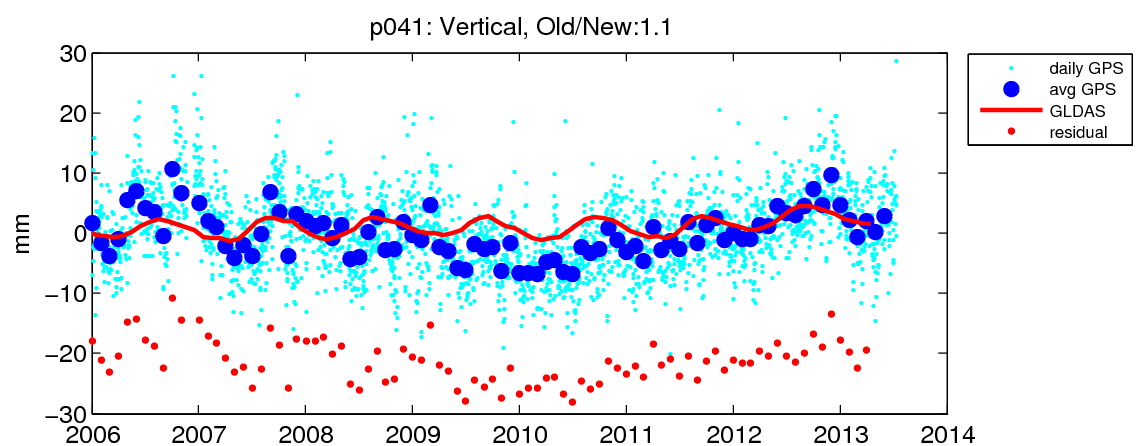 p041: Vertical, Old/New:1.1
30
20
10
0
−10
−20
−30
mm
2006 2007 2008 2009 2010 2011 2012 2013 2014
daily GPS
avg GPS
GLDAS
residual